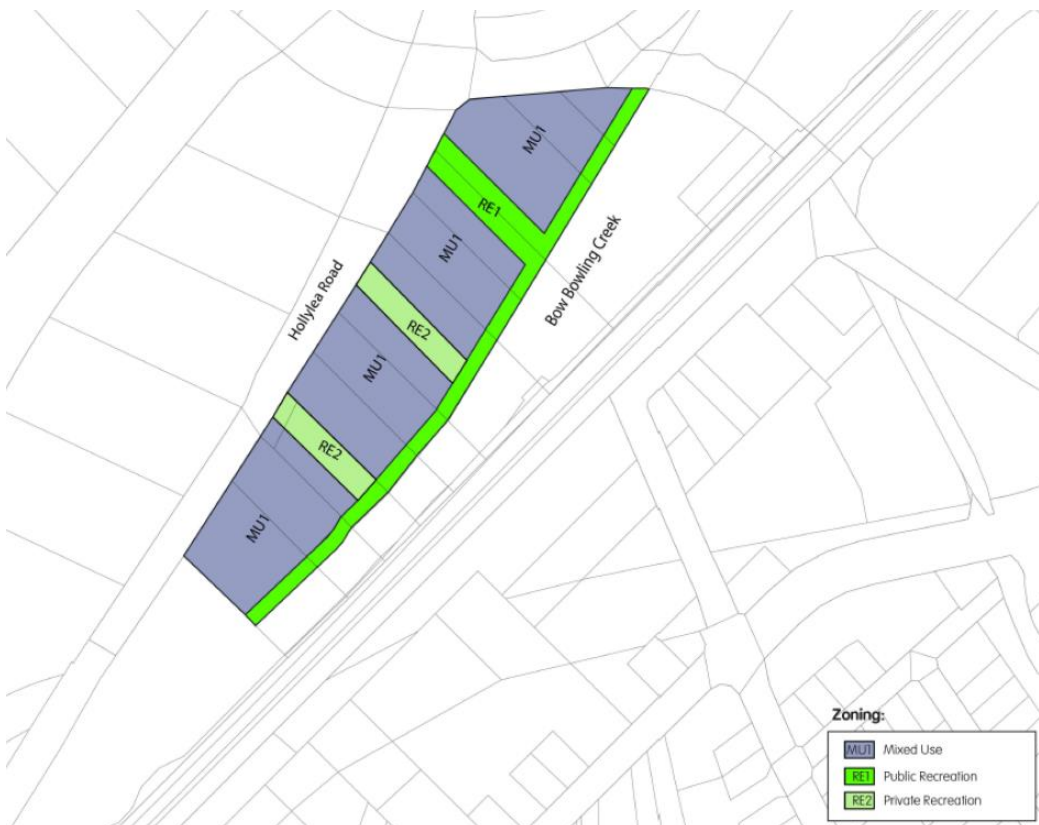 MU1
RE1
MU1
Bow Bowling Creek
Hollylea Road
RE2
MU1
RE2
MU1
Zoning:
MU1 Mixed Use
RE1 Public Recreation
RE2 Private Recreation